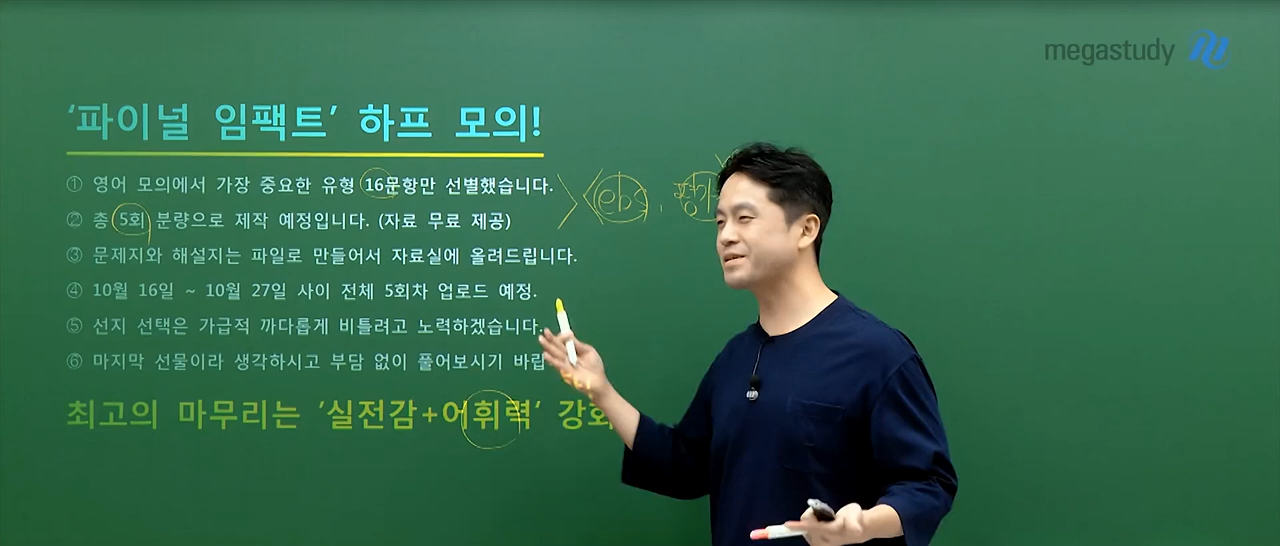 megastudy
‘파이널 임팩트’ 하프 모의!
① 영어 모의에서 가장 중요한 유형 16문항만 선별했습니다.
ebs, 평가
② 총 5회 분량으로 제작 예정입니다. (자료 무료 제공)
③ 문제지와 해설지는 파일로 만들어서 자료실에 올려드립니다.
④ 10월 16일 ~ 10월 27일 사이 전체 5회차 업로드 예정.
⑤ 선지 선택은 가급적 까다롭게 비틀려고 노력하겠습니다.
⑥ 마지막 선물이라 생각하시고 부담 없이 풀어보시기 바랍
최고의 마무리는 ‘실전감+어휘력’ 강화